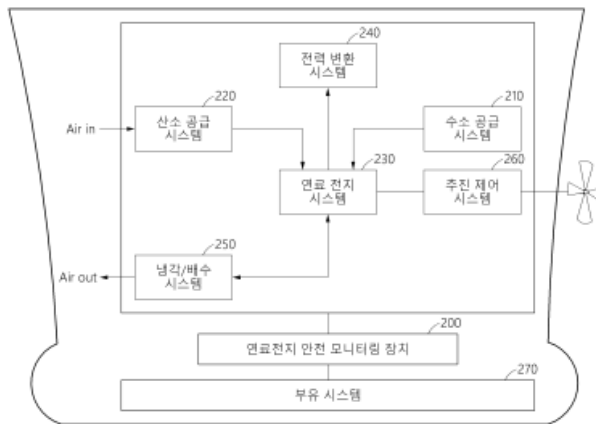 240
전력 변환
시스템
220
산소 공급
시스템
Air in
210
수소 공급
시스템
230
연료 전지
시스템
260
추진 제어
시스템
250
냉각/배수
시스템
Air out
200
연료전지 안전 모니터링 장치
270
부유 시스템